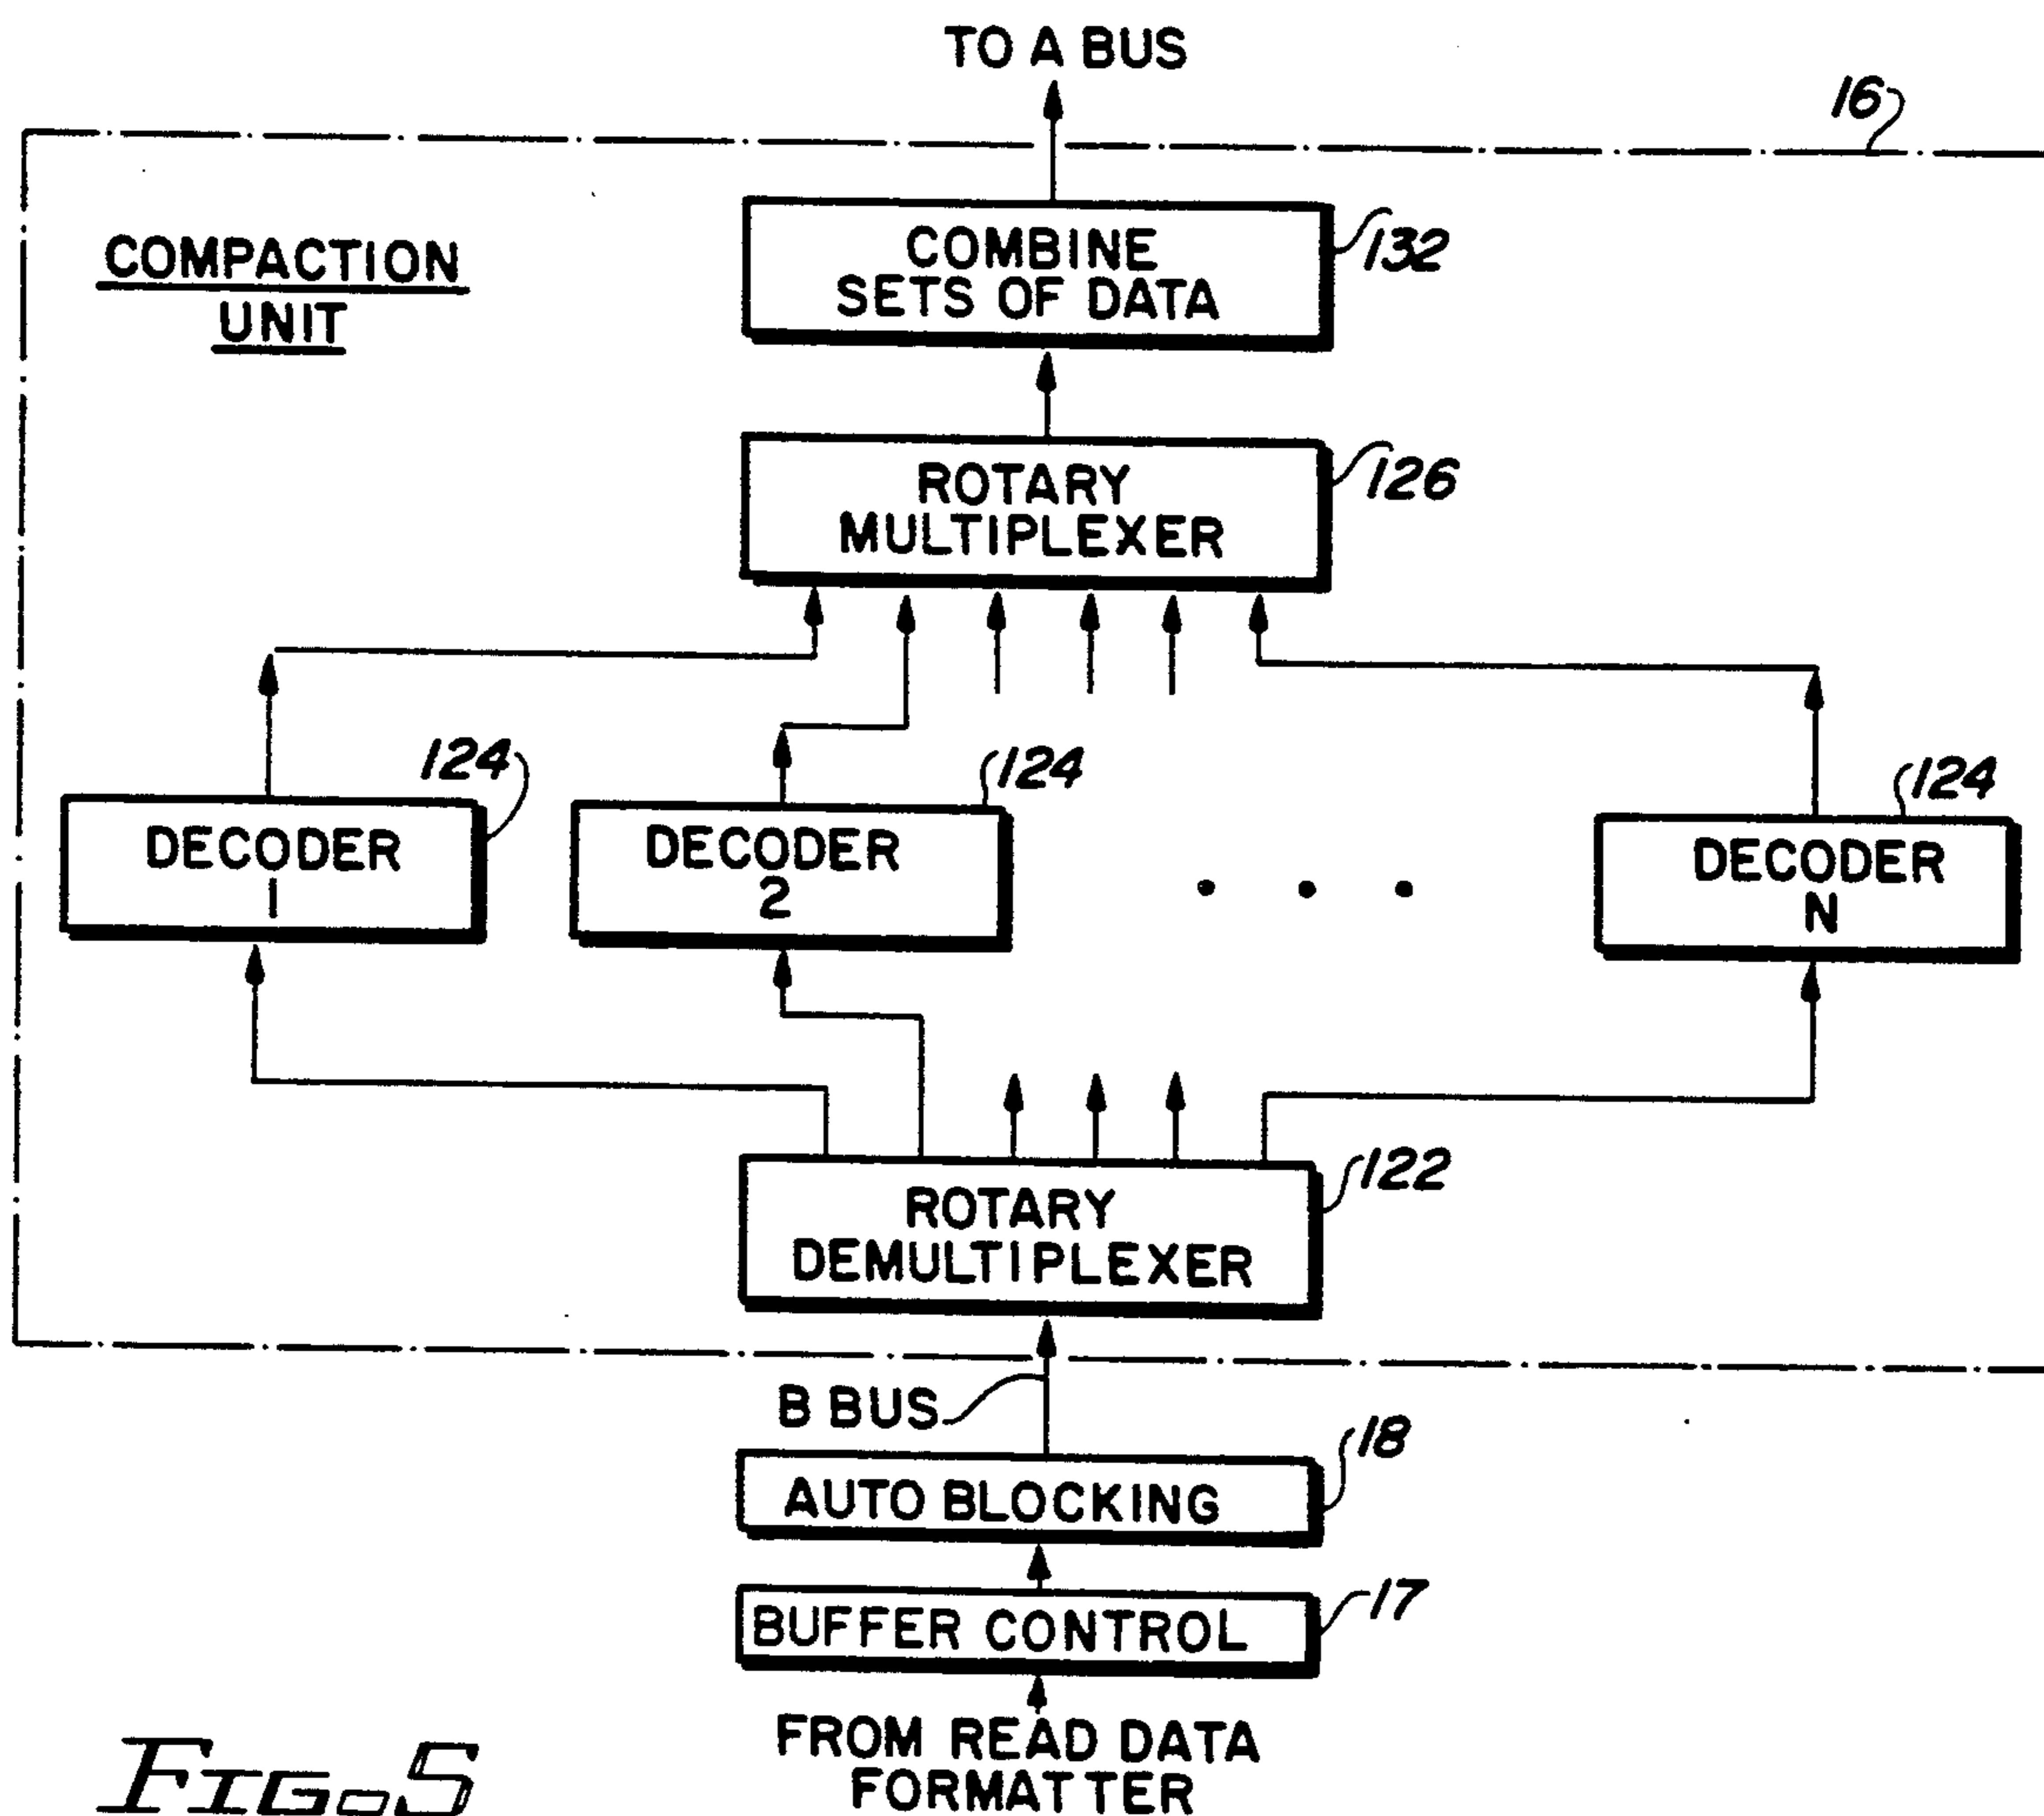 TO A BUS
16
COMPACTION
UNIT
COMBINE
SETS OF DATA
132
ROTARY
MULTIPLEXER
126
124
DECODER
1
124
DECODER
2
• • •
124
DECODER
N
ROTARY
DEMULTIPLEXER
122
B BUS
AUTO BLOCKING
18
BUFFER CONTROL
17
FROM READ DATA
FORMATTER
FIG. 5